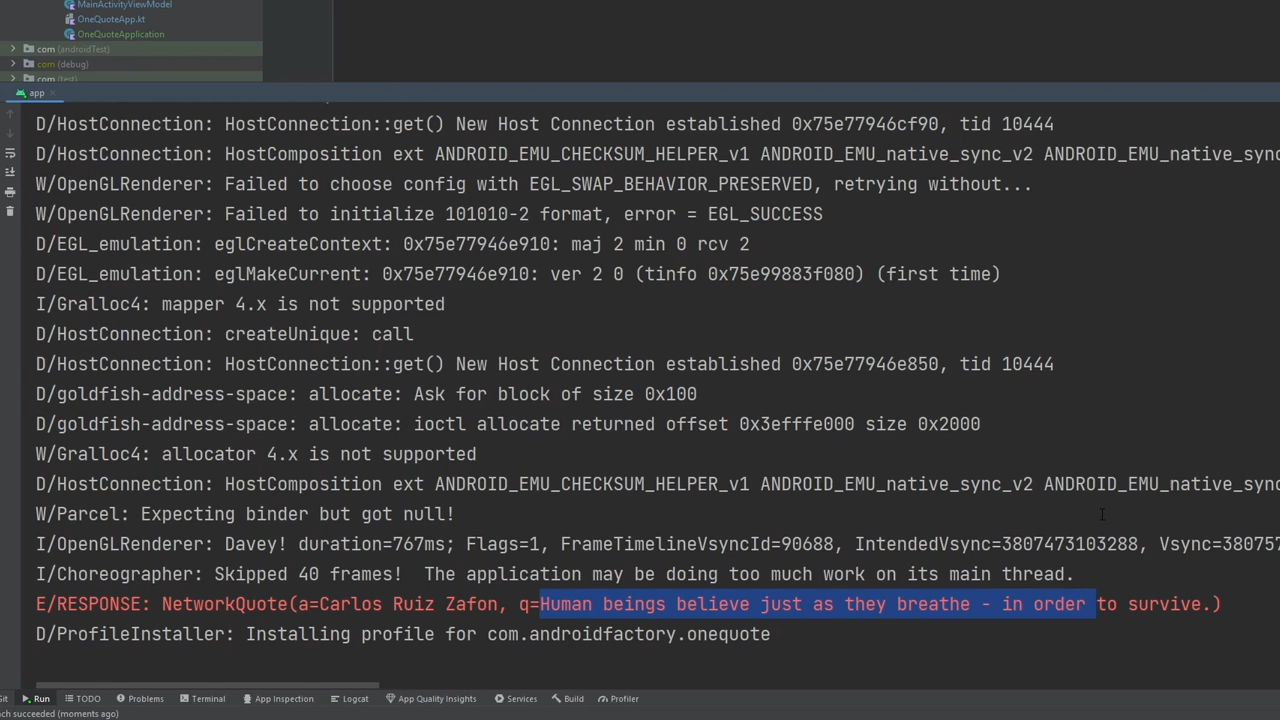 MainActivityViewModel
OneQuoteApp.kt
OneQuoteApplication
com (androidTest)
com (debug)
com (test)
app
D/HostConnection: HostConnection::get() New Host Connection established 0x75e77946cf90, tid 10444
D/HostConnection: HostComposition ext ANDROID_EMU_CHECKSUM_HELPER_v1 ANDROID_EMU_native_sync_v2 ANDROID_EMU_native_sync
W/OpenGLRenderer: Failed to choose config with EGL_SWAP_BEHAVIOR_PRESERVED, retrying without...
W/OpenGLRenderer: Failed to initialize 101010-2 format, error = EGL_SUCCESS
D/EGL_emulation: eglCreateContext: 0x75e77946e910: maj 2 min 0 rcv 2
D/EGL_emulation: eglMakeCurrent: 0x75e77946e910: ver 2 0 (tinfo 0x75e99883f080) (first time)
I/Gralloc4: mapper 4.x is not supported
D/HostConnection: createUnique: call
D/HostConnection: HostConnection::get() New Host Connection established 0x75e77946e850, tid 10444
D/goldfish-address-space: allocate: Ask for block of size 0x100
D/goldfish-address-space: allocate: ioctl allocate returned offset 0x3efffe000 size 0x2000
W/Gralloc4: allocator 4.x is not supported
D/HostConnection: HostComposition ext ANDROID_EMU_CHECKSUM_HELPER_v1 ANDROID_EMU_native_sync_v2 ANDROID_EMU_native_sync
W/Parcel: Expecting binder but got null!
I/OpenGLRenderer: Davey! duration=767ms; Flags=1, FrameTimelineVsyncId=90688, IntendedVsync=3807473103288, Vsync=380757
I/Choreographer: Skipped 40 frames!  The application may be doing too much work on its main thread.
E/RESPONSE: NetworkQuote(a=Carlos Ruiz Zafon, q=Human beings believe just as they breathe - in order to survive.)
D/ProfileInstaller: Installing profile for com.androidfactory.onequote
Git Run TODO Problems Terminal App Inspection Logcat App Quality Insights Services Build Profiler
ch succeeded (moments ago)